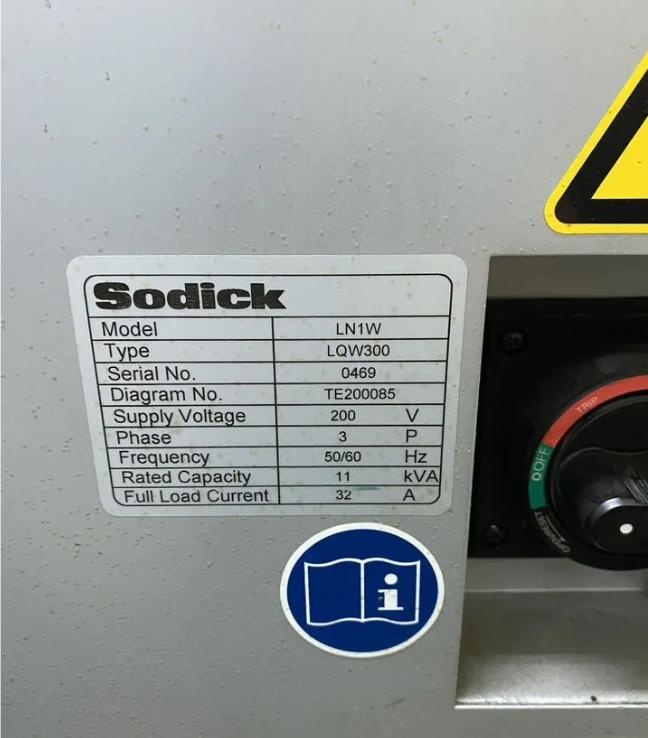 Sodick
Model LN1W
Type LQW300
Serial No. 0469
Diagram No. TE200085
Supply Voltage 200 V
Phase 3 P
Frequency 50/60 Hz
Rated Capacity 11 kVA
Full Load Current 32 A
TRIP
O OFF
i